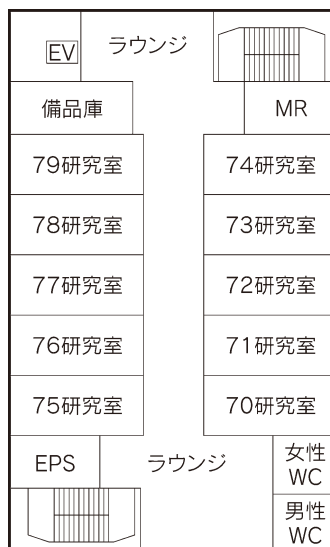 EV
ラウンジ
備品庫
MR
79研究室
74研究室
78研究室
73研究室
77研究室
72研究室
76研究室
71研究室
75研究室
70研究室
EPS
ラウンジ
女性
WC
男性
WC